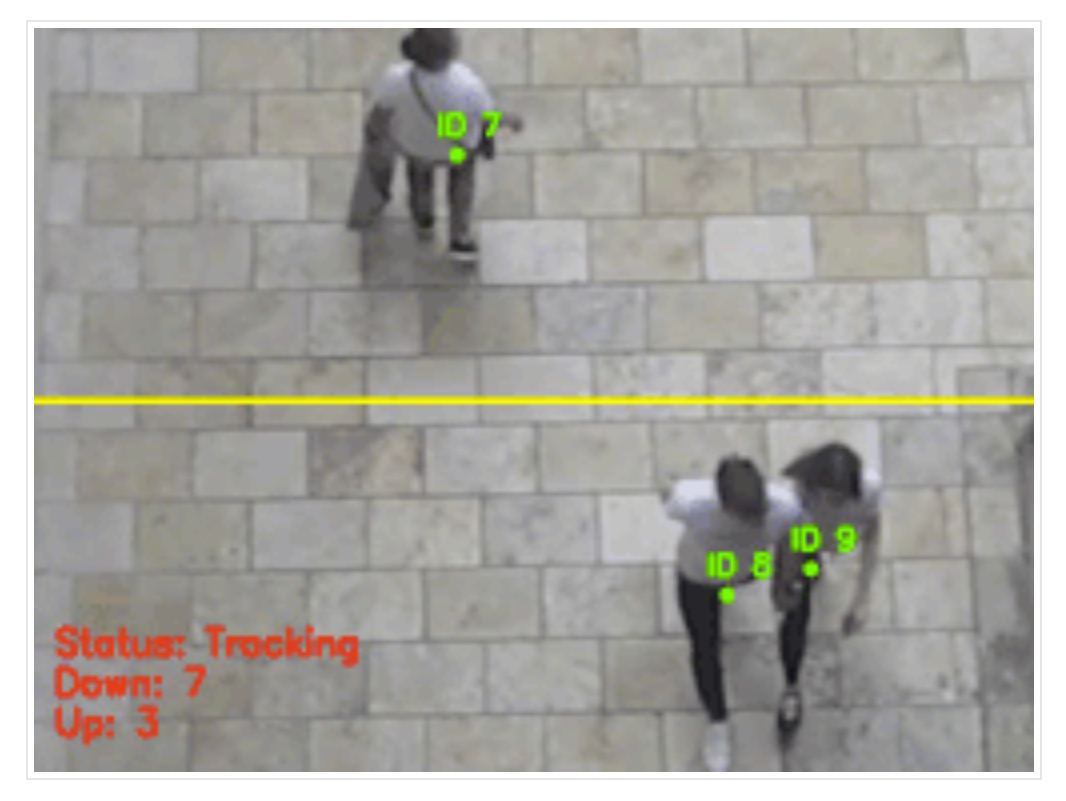 ID 7
ID 9
ID 8
Status: Tracking
Down: 7
Up: 3